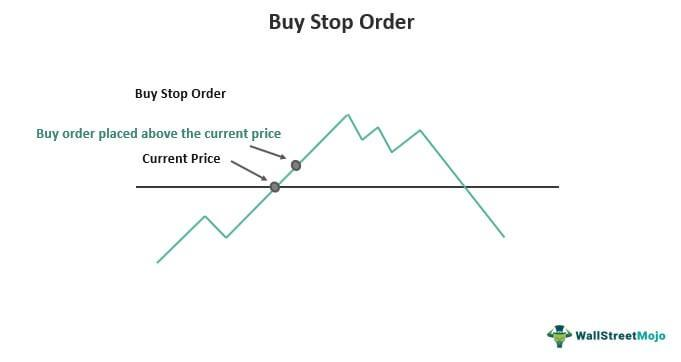 Buy Stop Order
Buy Stop Order
Buy order placed above the current price
Current Price
WallStreetMojo